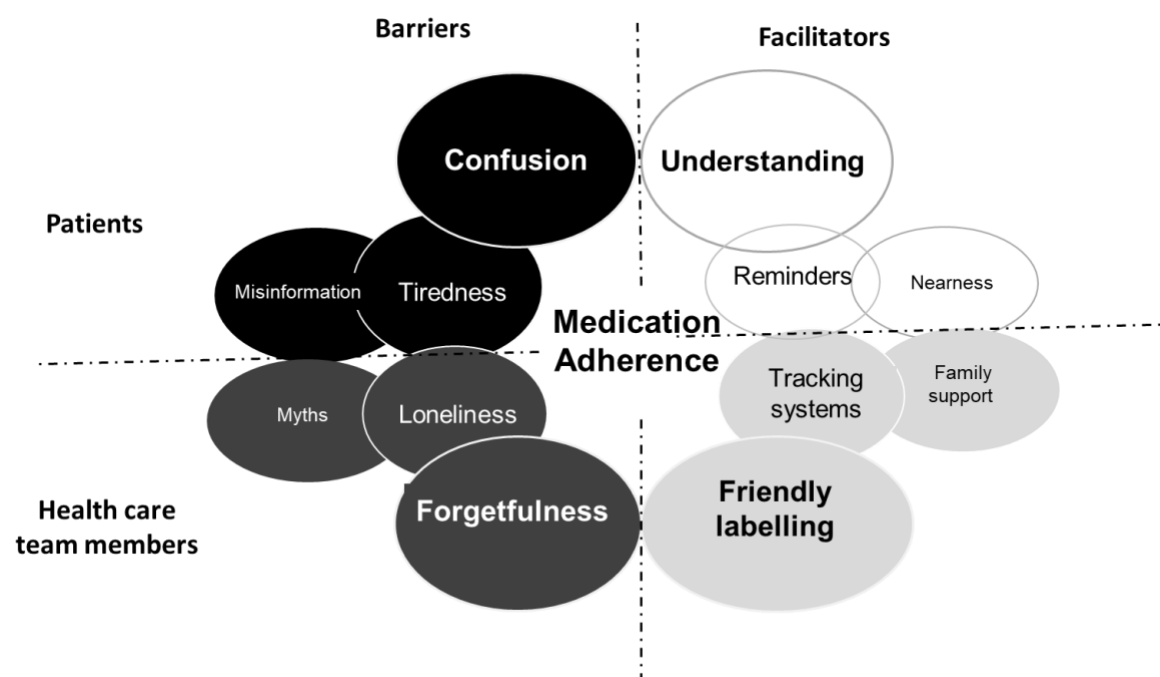 Barriers
Facilitators
Confusion
Understanding
Patients
Misinformation
Tiredness
Reminders
Nearness
Medication
Adherence
Myths
Loneliness
Tracking
systems
Family
support
Health care
team members
Forgetfulness
Friendly
labelling